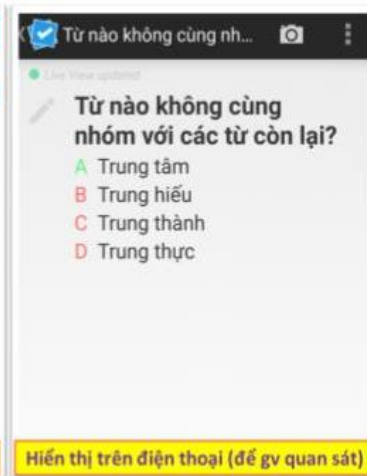 Từ nào không cùng nh...
Live View updated
Từ nào không cùng
nhóm với các từ còn lại?
A Trung tâm
B Trung hiếu
C Trung thành
D Trung thực
Hiển thị trên điện thoại (để gv quan sát)